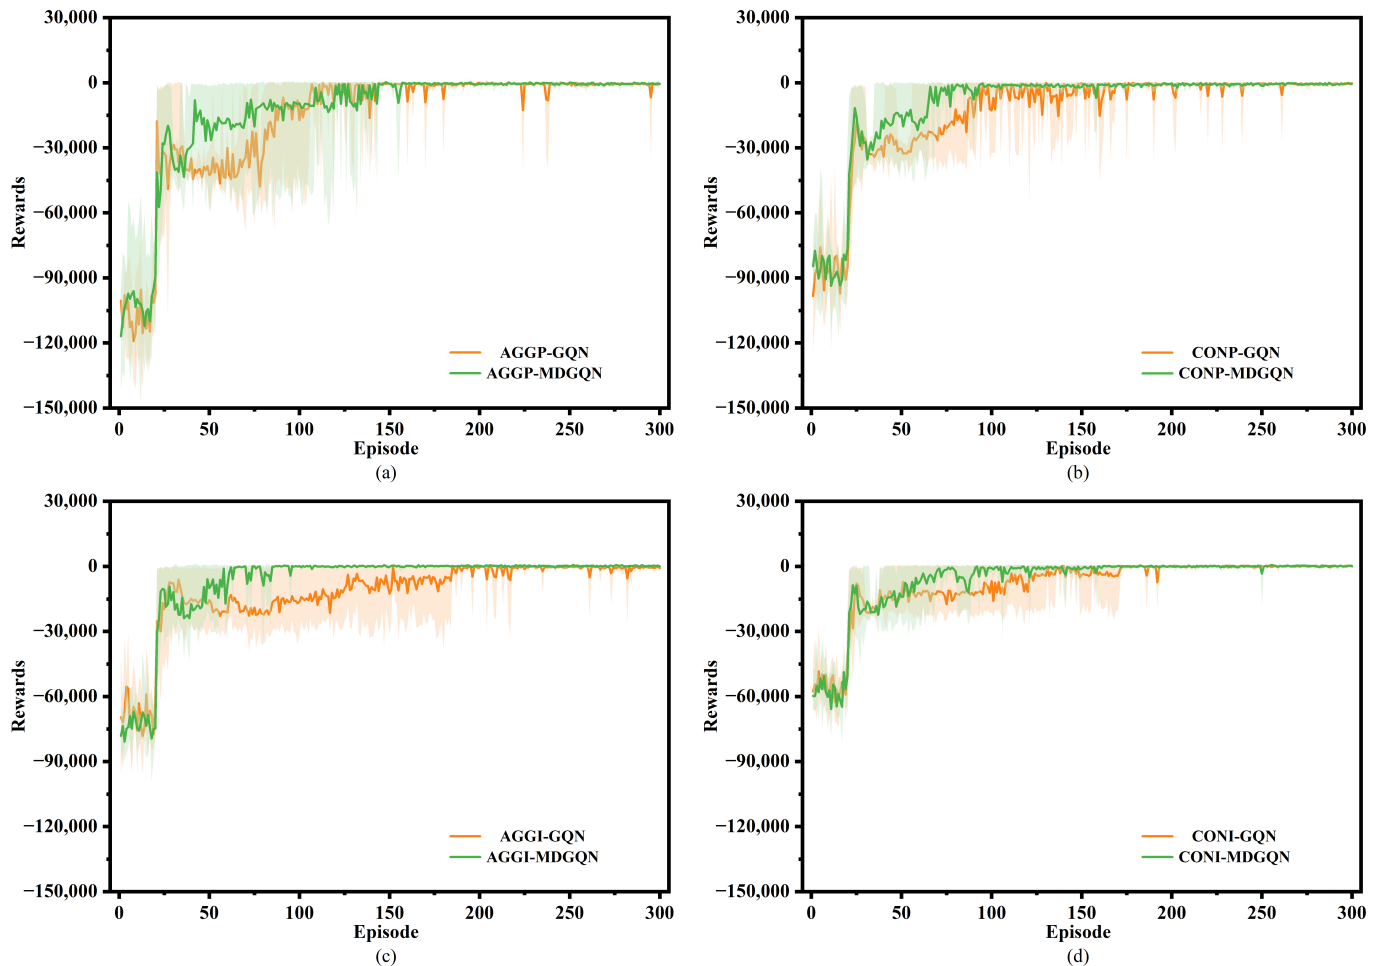 30,000
0
−30,000
−60,000
−90,000
−120,000
−150,000
Rewards
0 50 100 150 200 250 300
Episode
AGGP-GQN
AGGP-MDGQN
(a)
30,000
0
−30,000
−60,000
−90,000
−120,000
−150,000
Rewards
0 50 100 150 200 250 300
Episode
CONP-GQN
CONP-MDGQN
(b)
30,000
0
−30,000
−60,000
−90,000
−120,000
−150,000
Rewards
0 50 100 150 200 250 300
Episode
AGGI-GQN
AGGI-MDGQN
(c)
30,000
0
−30,000
−60,000
−90,000
−120,000
−150,000
Rewards
0 50 100 150 200 250 300
Episode
CONI-GQN
CONI-MDGQN
(d)